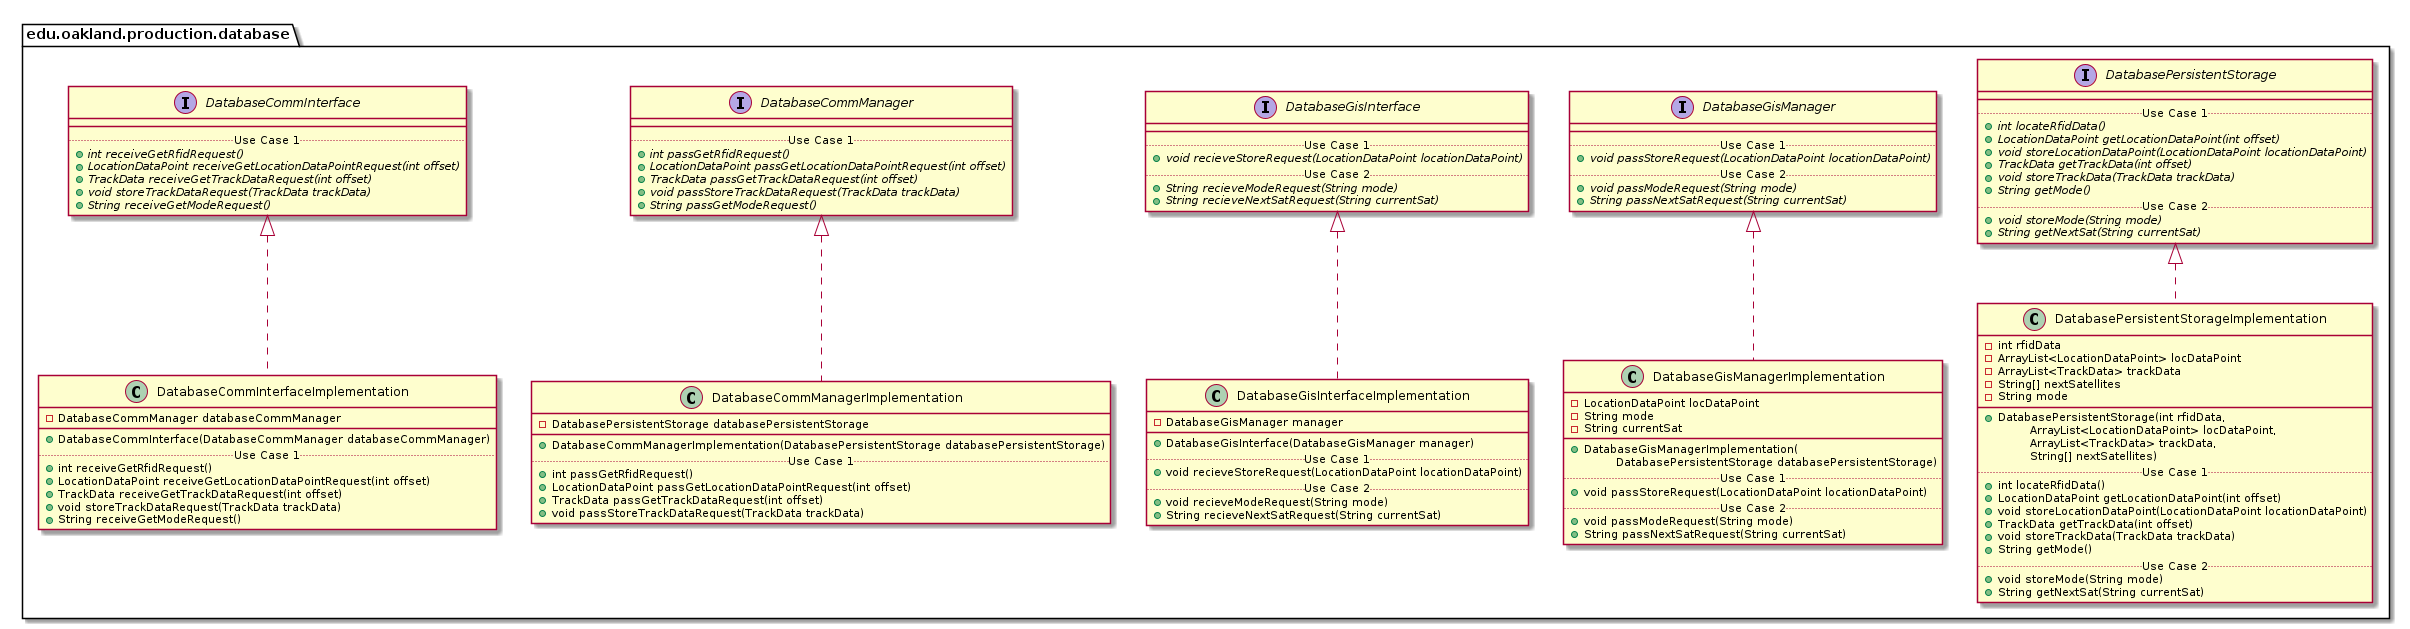 edu.oakland.production.database
I DatabaseCommInterface
Use Case 1
int receiveGetRfidRequest()
LocationDataPoint receiveGetLocationDataPointRequest(int offset)
TrackData receiveGetTrackDataRequest(int offset)
void storeTrackDataRequest(TrackData trackData)
String receiveGetModeRequest()
I DatabaseCommManager
Use Case 1
int passGetRfidRequest()
LocationDataPoint passGetLocationDataPointRequest(int offset)
TrackData passGetTrackDataRequest(int offset)
void passStoreTrackDataRequest(TrackData trackData)
String passGetModeRequest()
I DatabaseGisInterface
Use Case 1
void recieveStoreRequest(LocationDataPoint locationDataPoint)
Use Case 2
String recieveModeRequest(String mode)
String recieveNextSatRequest(String currentSat)
I DatabaseGisManager
Use Case 1
void passStoreRequest(LocationDataPoint locationDataPoint)
Use Case 2
void passModeRequest(String mode)
String passNextSatRequest(String currentSat)
I DatabasePersistentStorage
Use Case 1
int locateRfidData()
LocationDataPoint getLocationDataPoint(int offset)
void storeLocationDataPoint(LocationDataPoint locationDataPoint)
TrackData getTrackData(int offset)
void storeTrackData(TrackData trackData)
String getMode()
Use Case 2
void storeMode(String mode)
String getNextSat(String currentSat)
C DatabaseCommInterfaceImplementation
DatabaseCommManager databaseCommManager
DatabaseCommInterface(DatabaseCommManager databaseCommManager)
Use Case 1
int receiveGetRfidRequest()
LocationDataPoint receiveGetLocationDataPointRequest(int offset)
TrackData receiveGetTrackDataRequest(int offset)
void storeTrackDataRequest(TrackData trackData)
String receiveGetModeRequest()
C DatabaseCommManagerImplementation
DatabasePersistentStorage databasePersistentStorage
DatabaseCommManagerImplementation(DatabasePersistentStorage databasePersistentStorage)
Use Case 1
int passGetRfidRequest()
LocationDataPoint passGetLocationDataPointRequest(int offset)
TrackData passGetTrackDataRequest(int offset)
void passStoreTrackDataRequest(TrackData trackData)
C DatabaseGisInterfaceImplementation
DatabaseGisManager manager
DatabaseGisInterface(DatabaseGisManager manager)
Use Case 1
void recieveStoreRequest(LocationDataPoint locationDataPoint)
Use Case 2
void recieveModeRequest(String mode)
String recieveNextSatRequest(String currentSat)
C DatabaseGisManagerImplementation
LocationDataPoint locDataPoint
String mode
String currentSat
DatabaseGisManagerImplementation(
DatabasePersistentStorage databasePersistentStorage)
Use Case 1
void passStoreRequest(LocationDataPoint locationDataPoint)
Use Case 2
void passModeRequest(String mode)
String passNextSatRequest(String currentSat)
C DatabasePersistentStorageImplementation
int rfidData
ArrayList<LocationDataPoint> locDataPoint
ArrayList<TrackData> trackData
String[] nextSatellites
String mode
DatabasePersistentStorage(int rfidData,
ArrayList<LocationDataPoint> locDataPoint,
ArrayList<TrackData> trackData,
String[] nextSatellites)
Use Case 1
int locateRfidData()
LocationDataPoint getLocationDataPoint(int offset)
void storeLocationDataPoint(LocationDataPoint locationDataPoint)
TrackData getTrackData(int offset)
void storeTrackData(TrackData trackData)
String getMode()
Use Case 2
void storeMode(String mode)
String getNextSat(String currentSat)